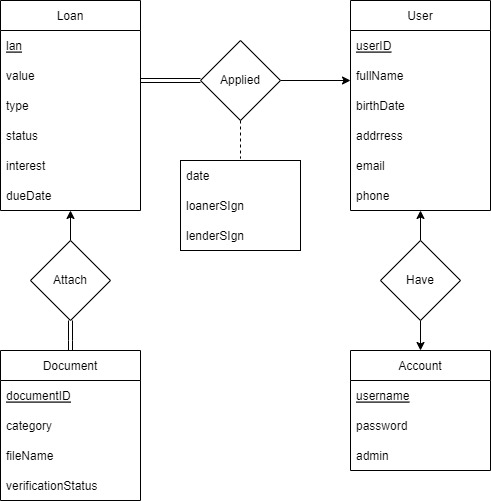 Loan
lan
value
type
status
interest
dueDate
Applied
date
loanerSIgn
lenderSIgn
User
userID
fullName
birthDate
addrress
email
phone
Attach
Have
Document
documentID
category
fileName
verificationStatus
Account
username
password
admin